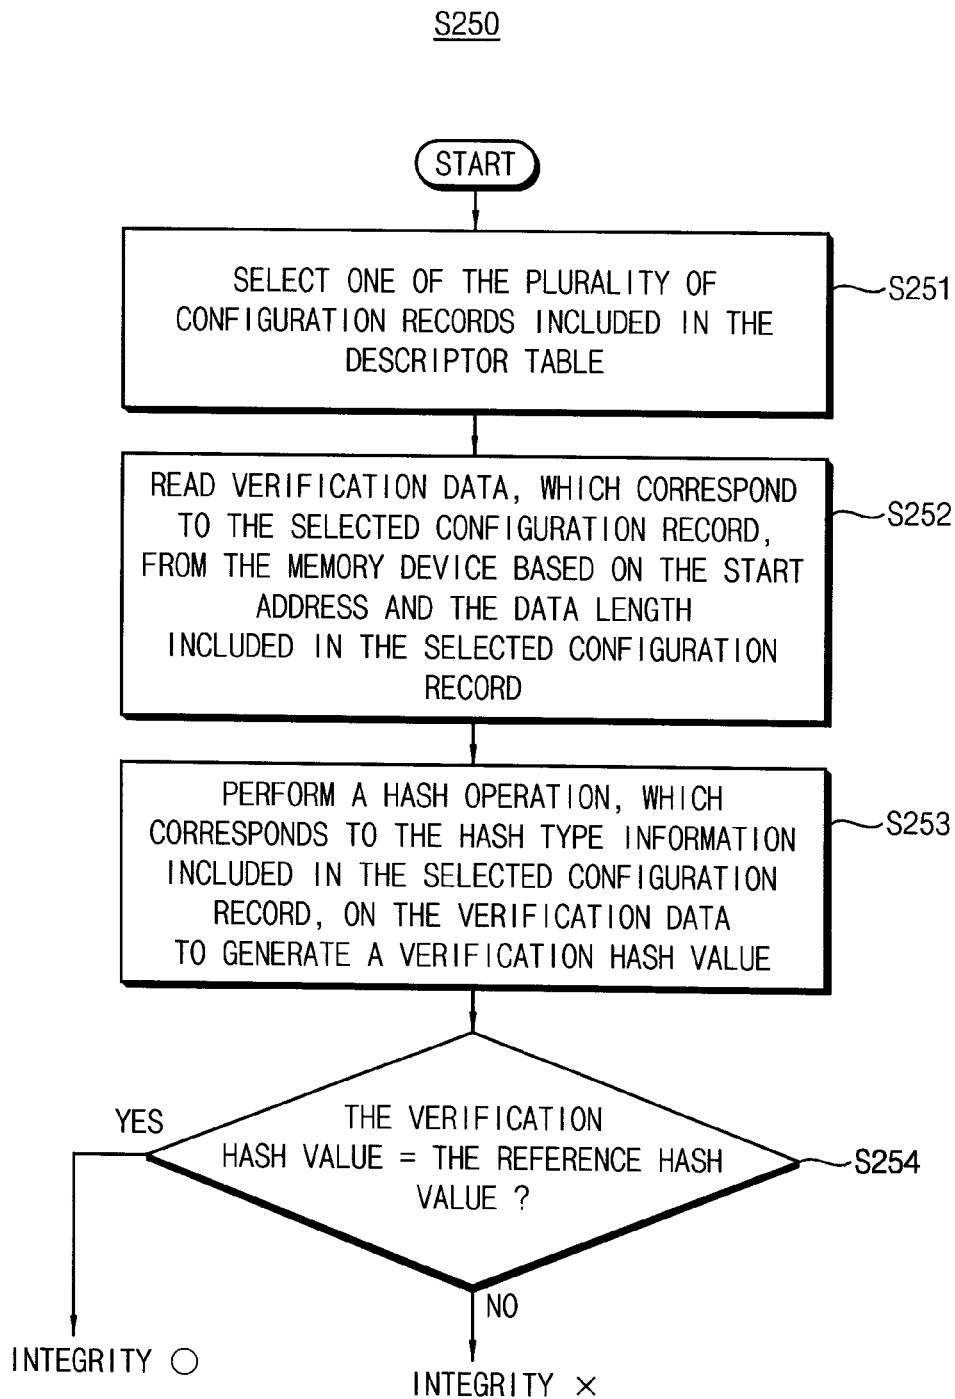 S250
START
SELECT ONE OF THE PLURALITY OF
CONFIGURATION RECORDS INCLUDED IN THE
DESCRIPTOR TABLE
S251
READ VERIFICATION DATA, WHICH CORRESPOND
TO THE SELECTED CONFIGURATION RECORD,
FROM THE MEMORY DEVICE BASED ON THE START
ADDRESS AND THE DATA LENGTH
INCLUDED IN THE SELECTED CONFIGURATION
RECORD
S252
PERFORM A HASH OPERATION, WHICH
CORRESPONDS TO THE HASH TYPE INFORMATION
INCLUDED IN THE SELECTED CONFIGURATION
RECORD, ON THE VERIFICATION DATA
TO GENERATE A VERIFICATION HASH VALUE
S253
THE VERIFICATION
HASH VALUE = THE REFERENCE HASH
VALUE ?
S254
YES
NO
INTEGRITY ○
INTEGRITY ×